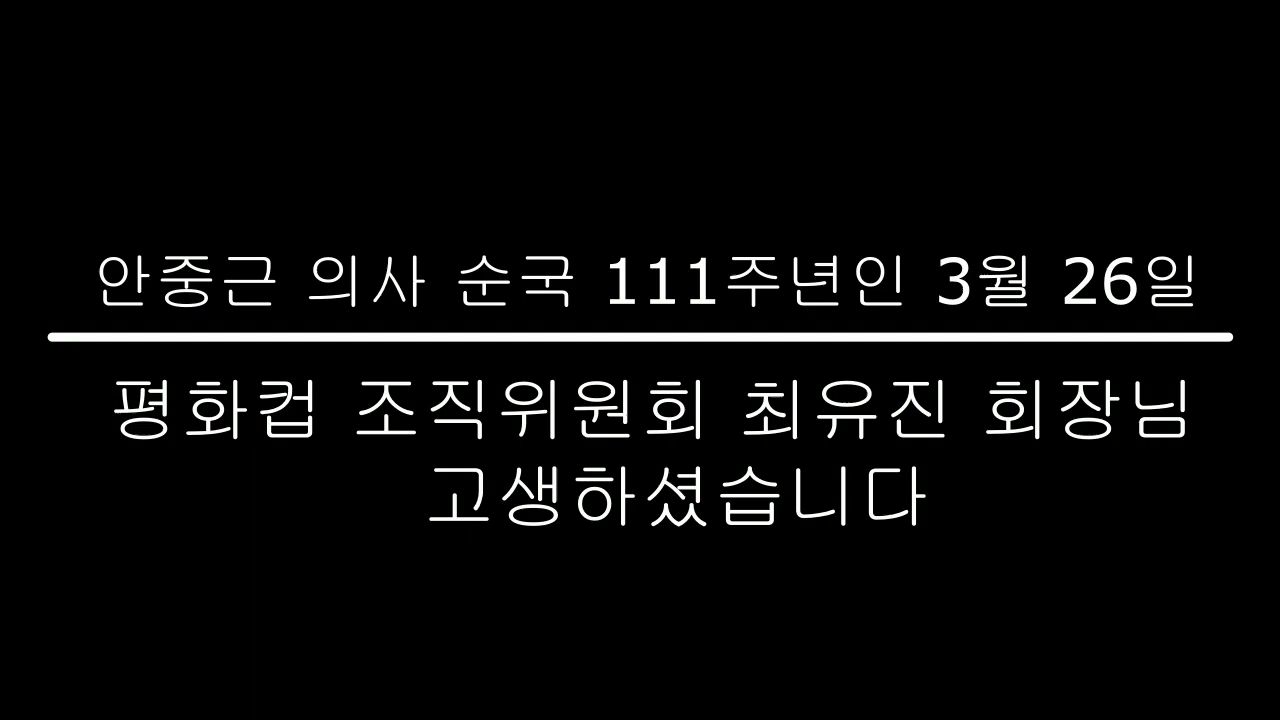 안중근 의사 순국 111주년인 3월 26일
평화컵 조직위원회 최유진 회장님
고생하셨습니다